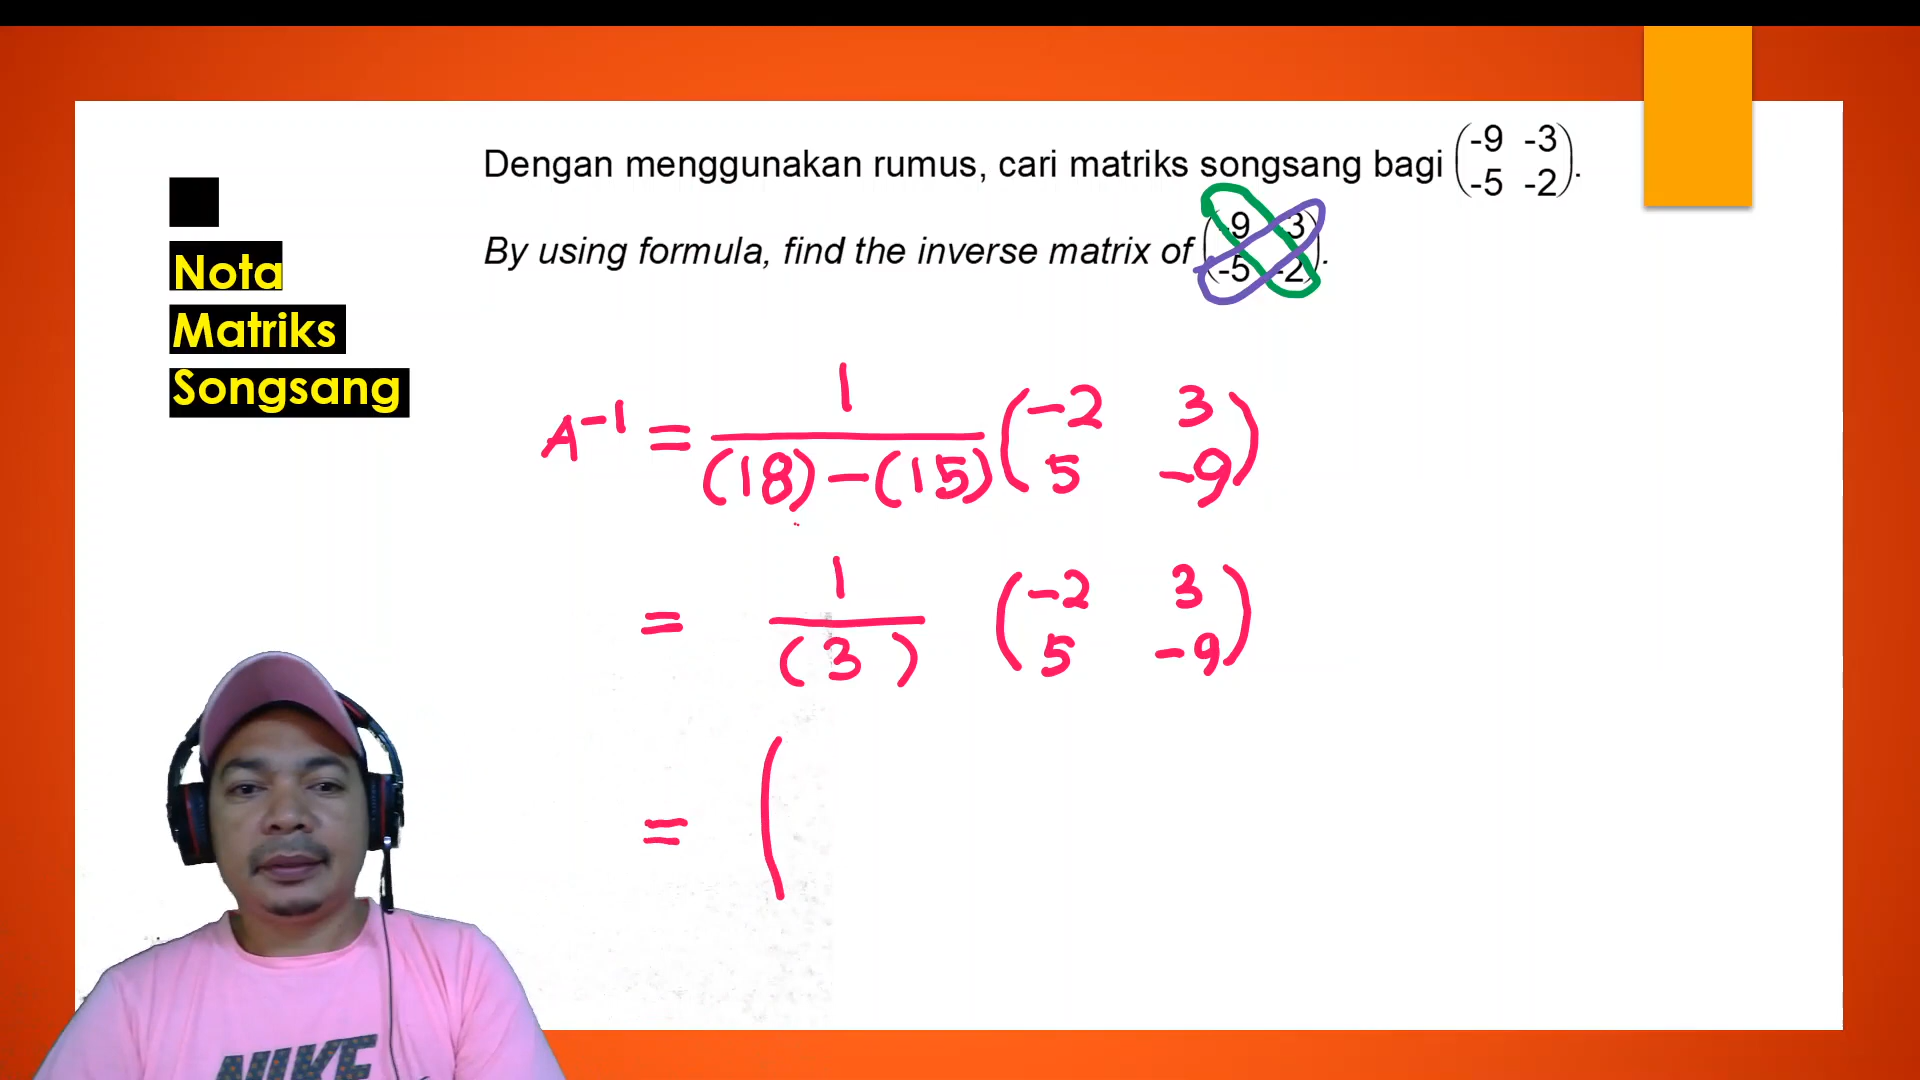 Dengan menggunakan rumus, cari matriks songsang bagi (-9 -3
-5 -2).
By using formula, find the inverse matrix of (-9 -3
-5 -2).
Nota
Matriks
Songsang
A⁻¹ = 1
(18)-(15) (-2 3
5 -9)
= 1
(3) (-2 3
5 -9)
= (
NIKE